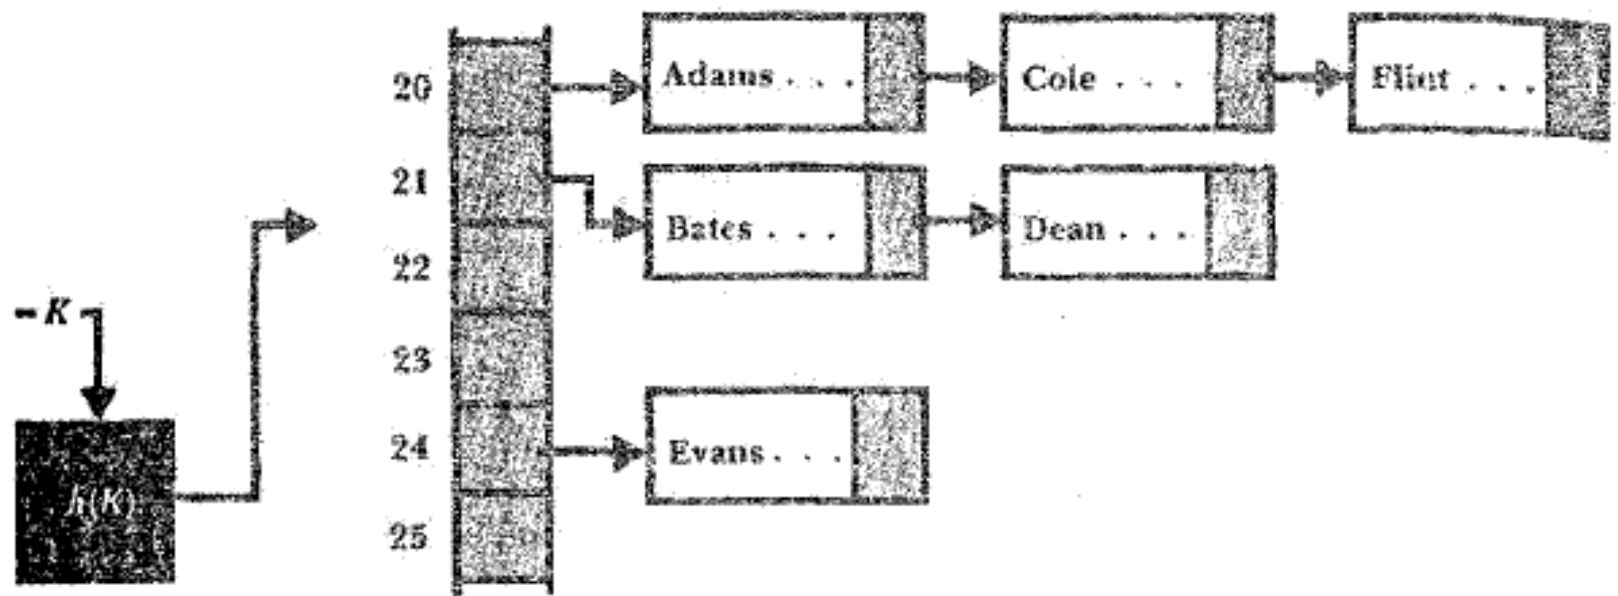 20 Adams . . . Cole . . . Flint . . .
21 Bates . . . Dean . . .
22
K
23
24 Evans . . .
h(K)
25